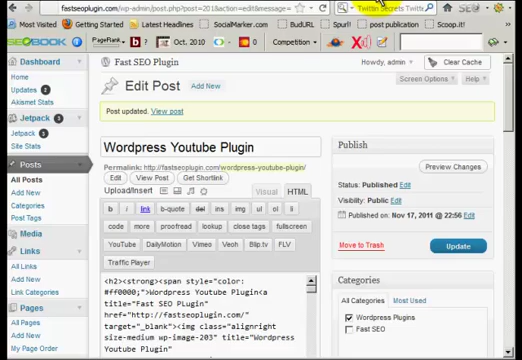 fastseoplugin.com/wp-admin/post.php?post=201&action=edit&message=
Twittin Secrets Twitte
Most Visited Getting Started Latest Headlines SocialMarker.com BudURL Spurl! post publication Scoop.it!
SEOBOOK PageRank Oct. 2010 Competition
Dashboard
Home
Updates
Akismet Stats
Jetpack
Jetpack
Site Stats
Posts
All Posts
Add New
Categories
Post Tags
Media
Links
All Links
Add New
Link Categories
Pages
All Pages
Add New
My Page Order
Fast SEO Plugin
Howdy, admin
Clear Cache
Screen Options Help
Edit Post Add New
Post updated. View post
Wordpress Youtube Plugin
Permalink: http://fastseoplugin.com/wordpress-youtube-plugin/
Edit View Post Get Shortlink
Upload/Insert Visual HTML
b i link b-quote del ins img ul ol li
code more proofread lookup close tags fullscreen
YouTube DailyMotion Vimeo Veoh Blip.tv FLV
Traffic Player
<h2><strong><span style="color:
#ff0000;">Wordpress Youtube Plugin<a
title="Fast SEO PLugin"
href="http://fastseoplugin.com/"
target="_blank"><img class="alignright
size-medium wp-image-203" title="Wordpress
Youtube Plugin"
Publish
Preview Changes
Status: Published Edit
Visibility: Public Edit
Published on: Nov 17, 2011 @ 22:56 Edit
Move to Trash Update
Categories
All Categories Most Used
Wordpress Plugins
Fast SEO